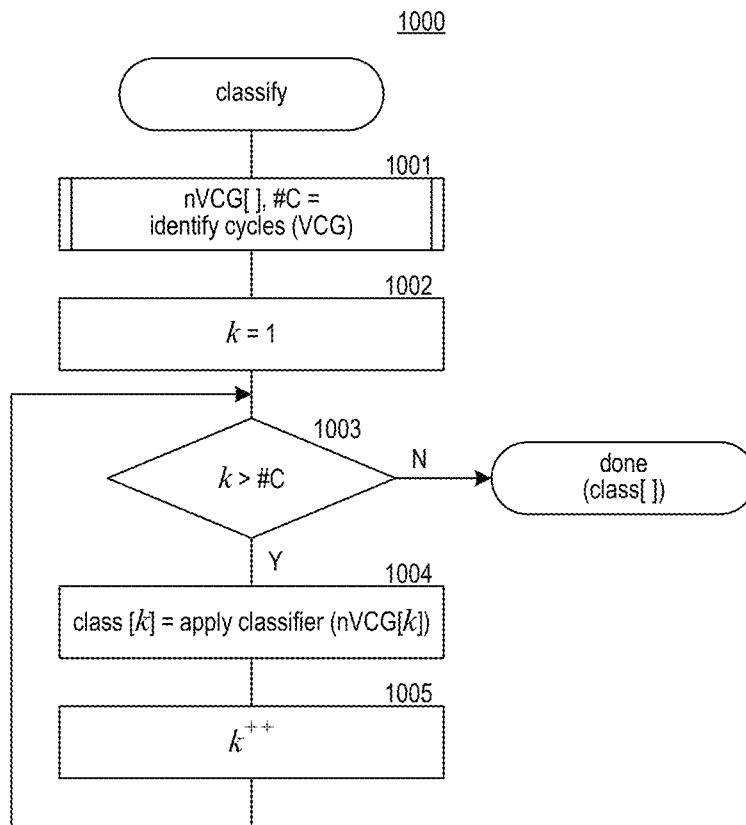 1000
classify
1001
nVCG[ ], #C =
identify cycles (VCG)
1002
k = 1
1003
k > #C
N
done
(class[ ])
Y
1004
class [k] = apply classifier (nVCG[k])
1005
k++